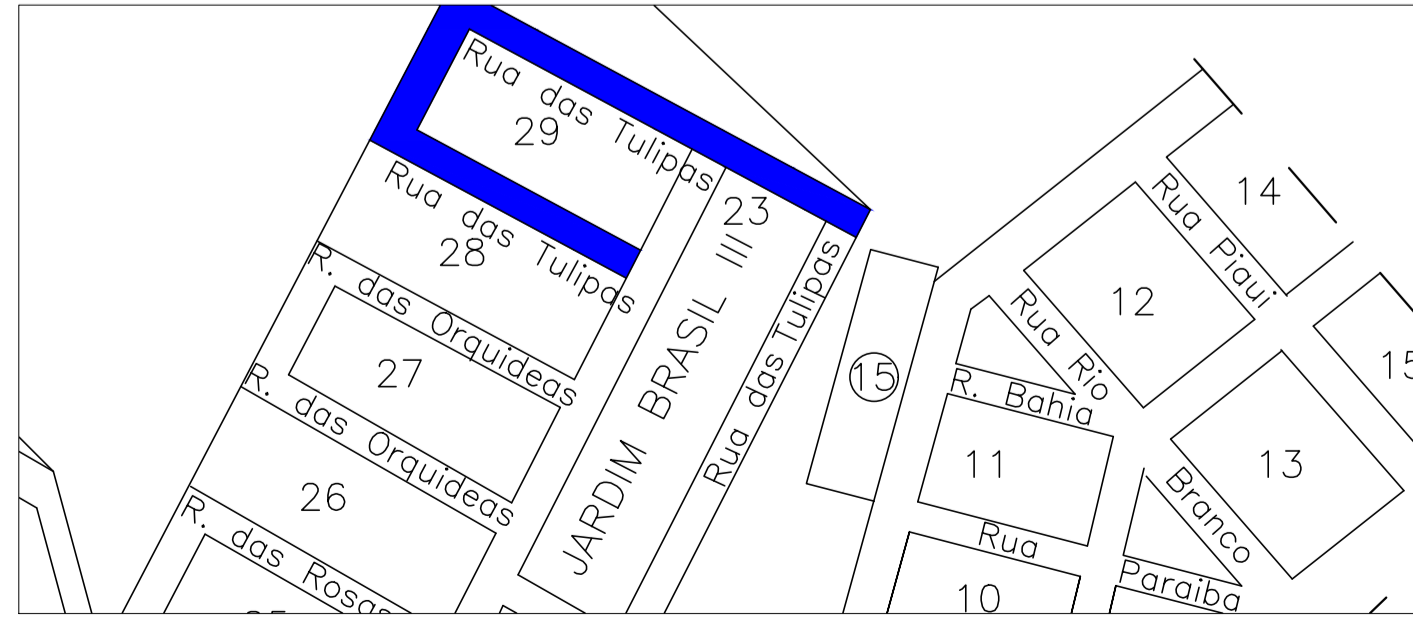 Rua das Tulipas
29
Rua das Tulipas
28
23
R. das Orquideas
27
R. das Orquideas
26
R. das Rosas
JARDIM BRASIL III
Rua das Tulipas
15
14
Rua Piaui
12
Rua Rio
Branco
R. Bahia
11
13
Rua
Paraiba
10